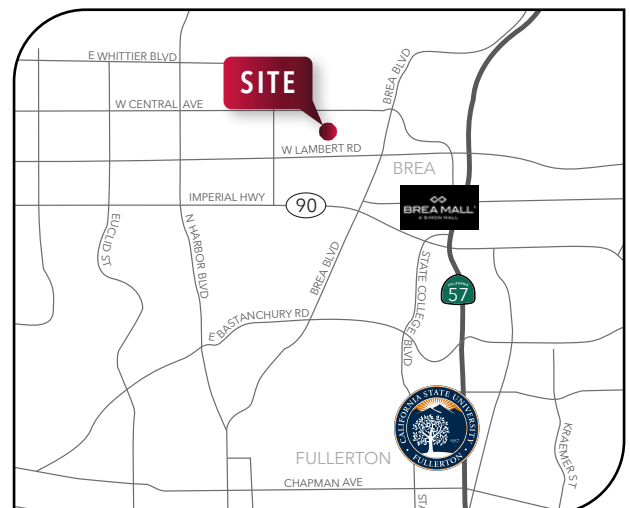 E WHITTIER BLVD
SITE
BREA BLVD
W CENTRAL AVE
W LAMBERT RD
BREA
IMPERIAL HWY
90
BREA MALL
A SIMON MALL
EUCLID ST
N HARBOR BLVD
BREA BLVD
STATE COLLEGE BLVD
CALIFORNIA
57
E BASTANCHURY RD
CALIFORNIA STATE UNIVERSITY
1957
FULLERTON
KRAEMER ST
FULLERTON
CHAPMAN AVE
STA